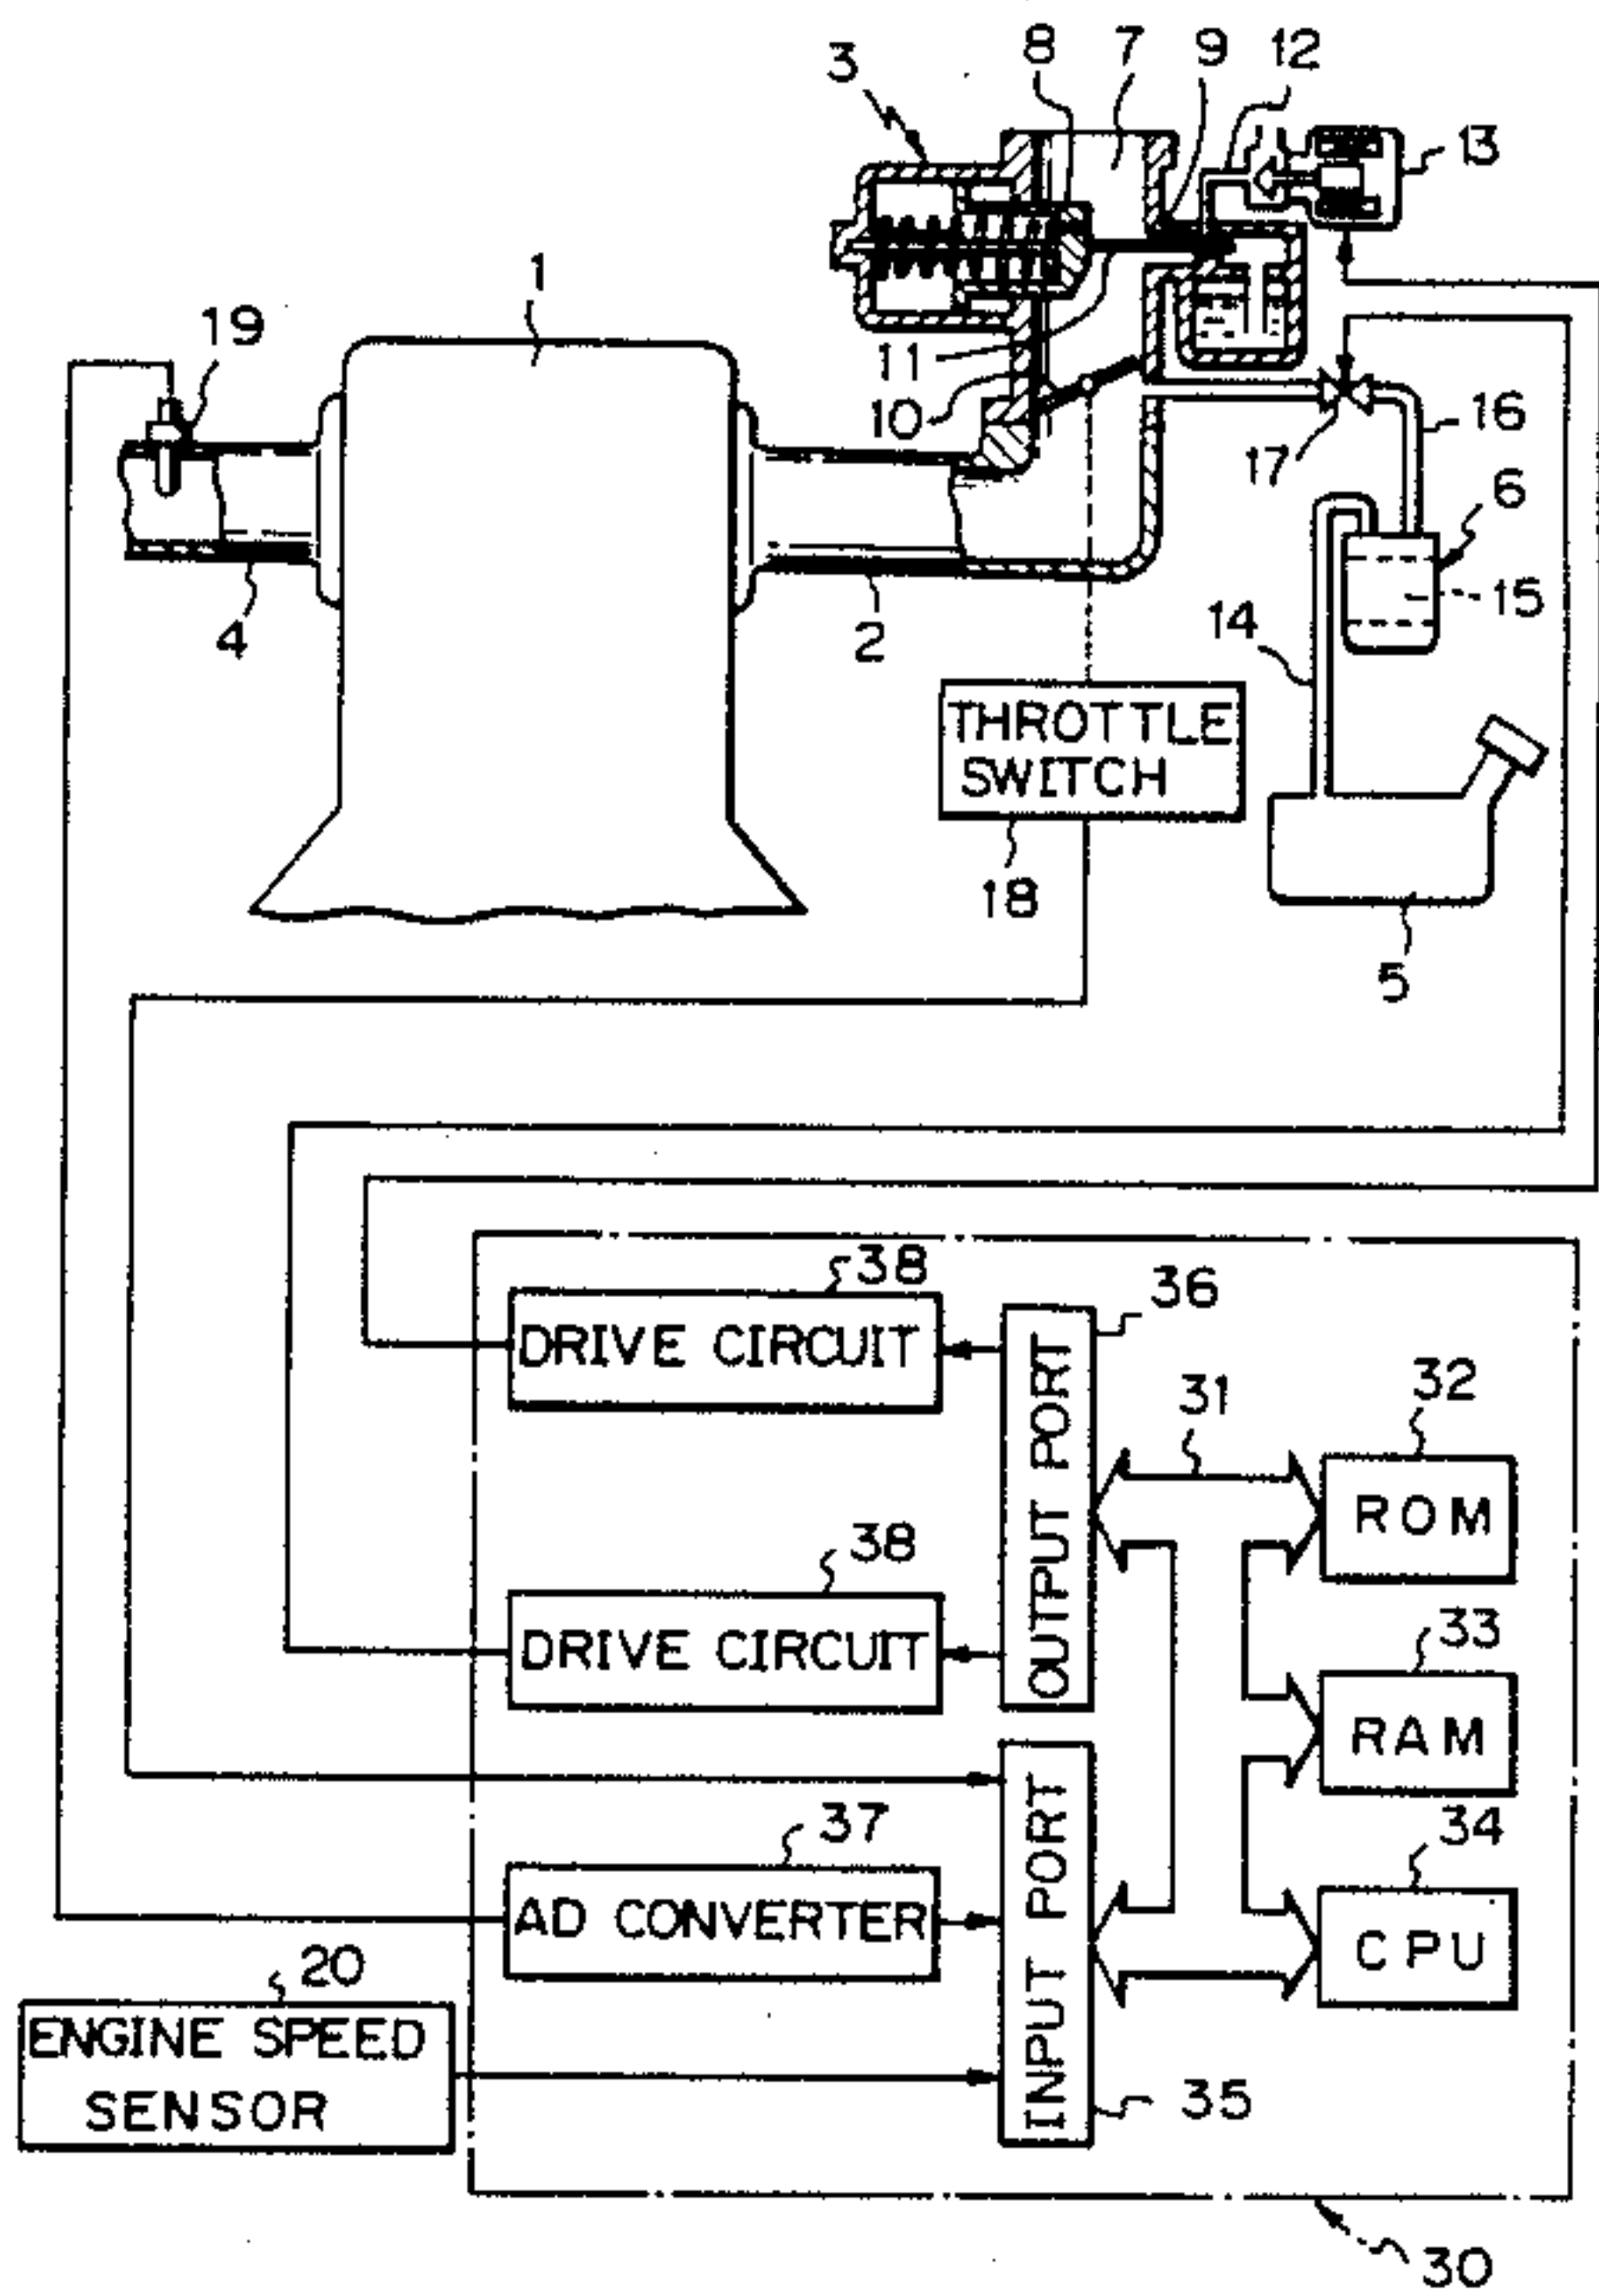 8 7 9 12
3
13
1
19
11
10
16
17
6
15
14
4
2
THROTTLE
SWITCH
18
5
38
36
DRIVE CIRCUIT
OUTPUT PORT
31
32
ROM
38
DRIVE CIRCUIT
33
RAM
37
34
AD CONVERTER
INPUT PORT
CPU
20
ENGINE SPEED
SENSOR
35
30